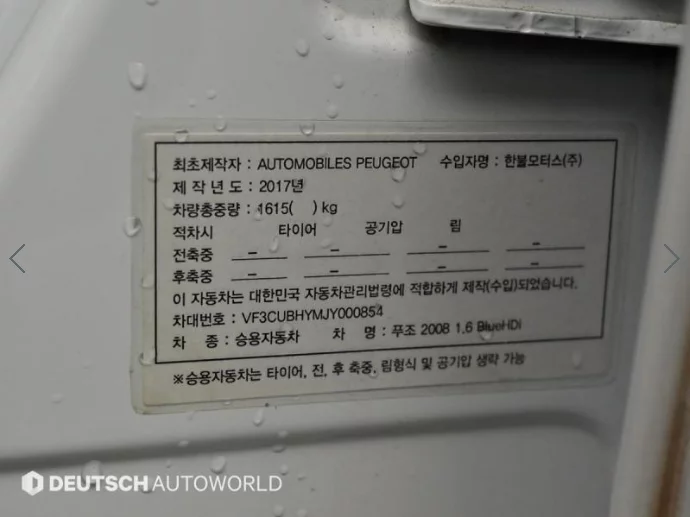 최초제작자 : AUTOMOBILES PEUGEOT 수입자명 : 한불모터스(주)
제 작 년 도 : 2017년
차량총중량 : 1615( ) kg
적차시 타이어 공기압 림
전축중 – – – –
후축중 – – – –
이 자동차는 대한민국 자동차관리법령에 적합하게 제작(수입)되었습니다.
차대번호 : VF3CUBHYMJY000854
차 종 : 승용자동차 차 명 : 푸조 2008 1.6 BlueHDi
※승용자동차는 타이어, 전, 후 축중, 림형식 및 공기압 생략 가능
DEUTSCH AUTOWORLD